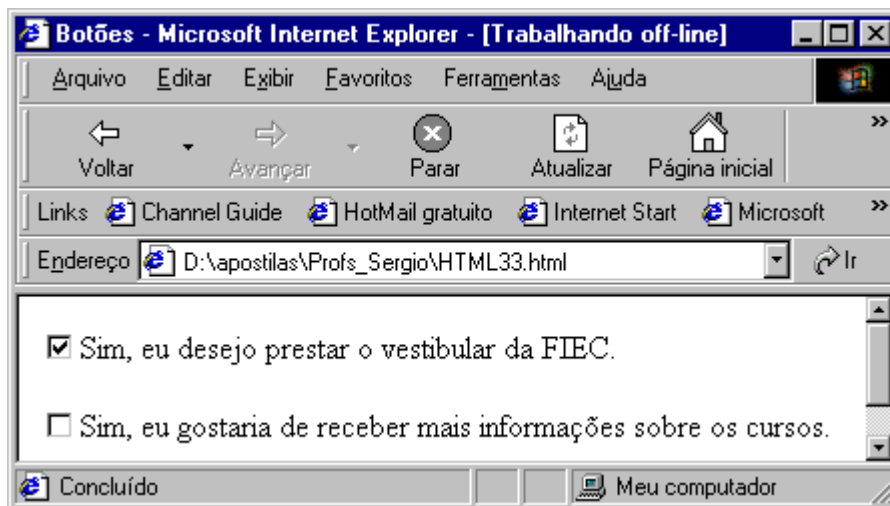 Botões - Microsoft Internet Explorer - [Trabalhando off-line]
Arquivo Editar Exibir Favoritos Ferramentas Ajuda
Voltar Avançar Parar Atualizar Página inicial »
Links Channel Guide HotMail gratuito Internet Start Microsoft »
Endereço D:\apostilas\Profs_Sergio\HTML33.html Ir
Sim, eu desejo prestar o vestibular da FIEC.
Sim, eu gostaria de receber mais informações sobre os cursos.
Concluído Meu computador